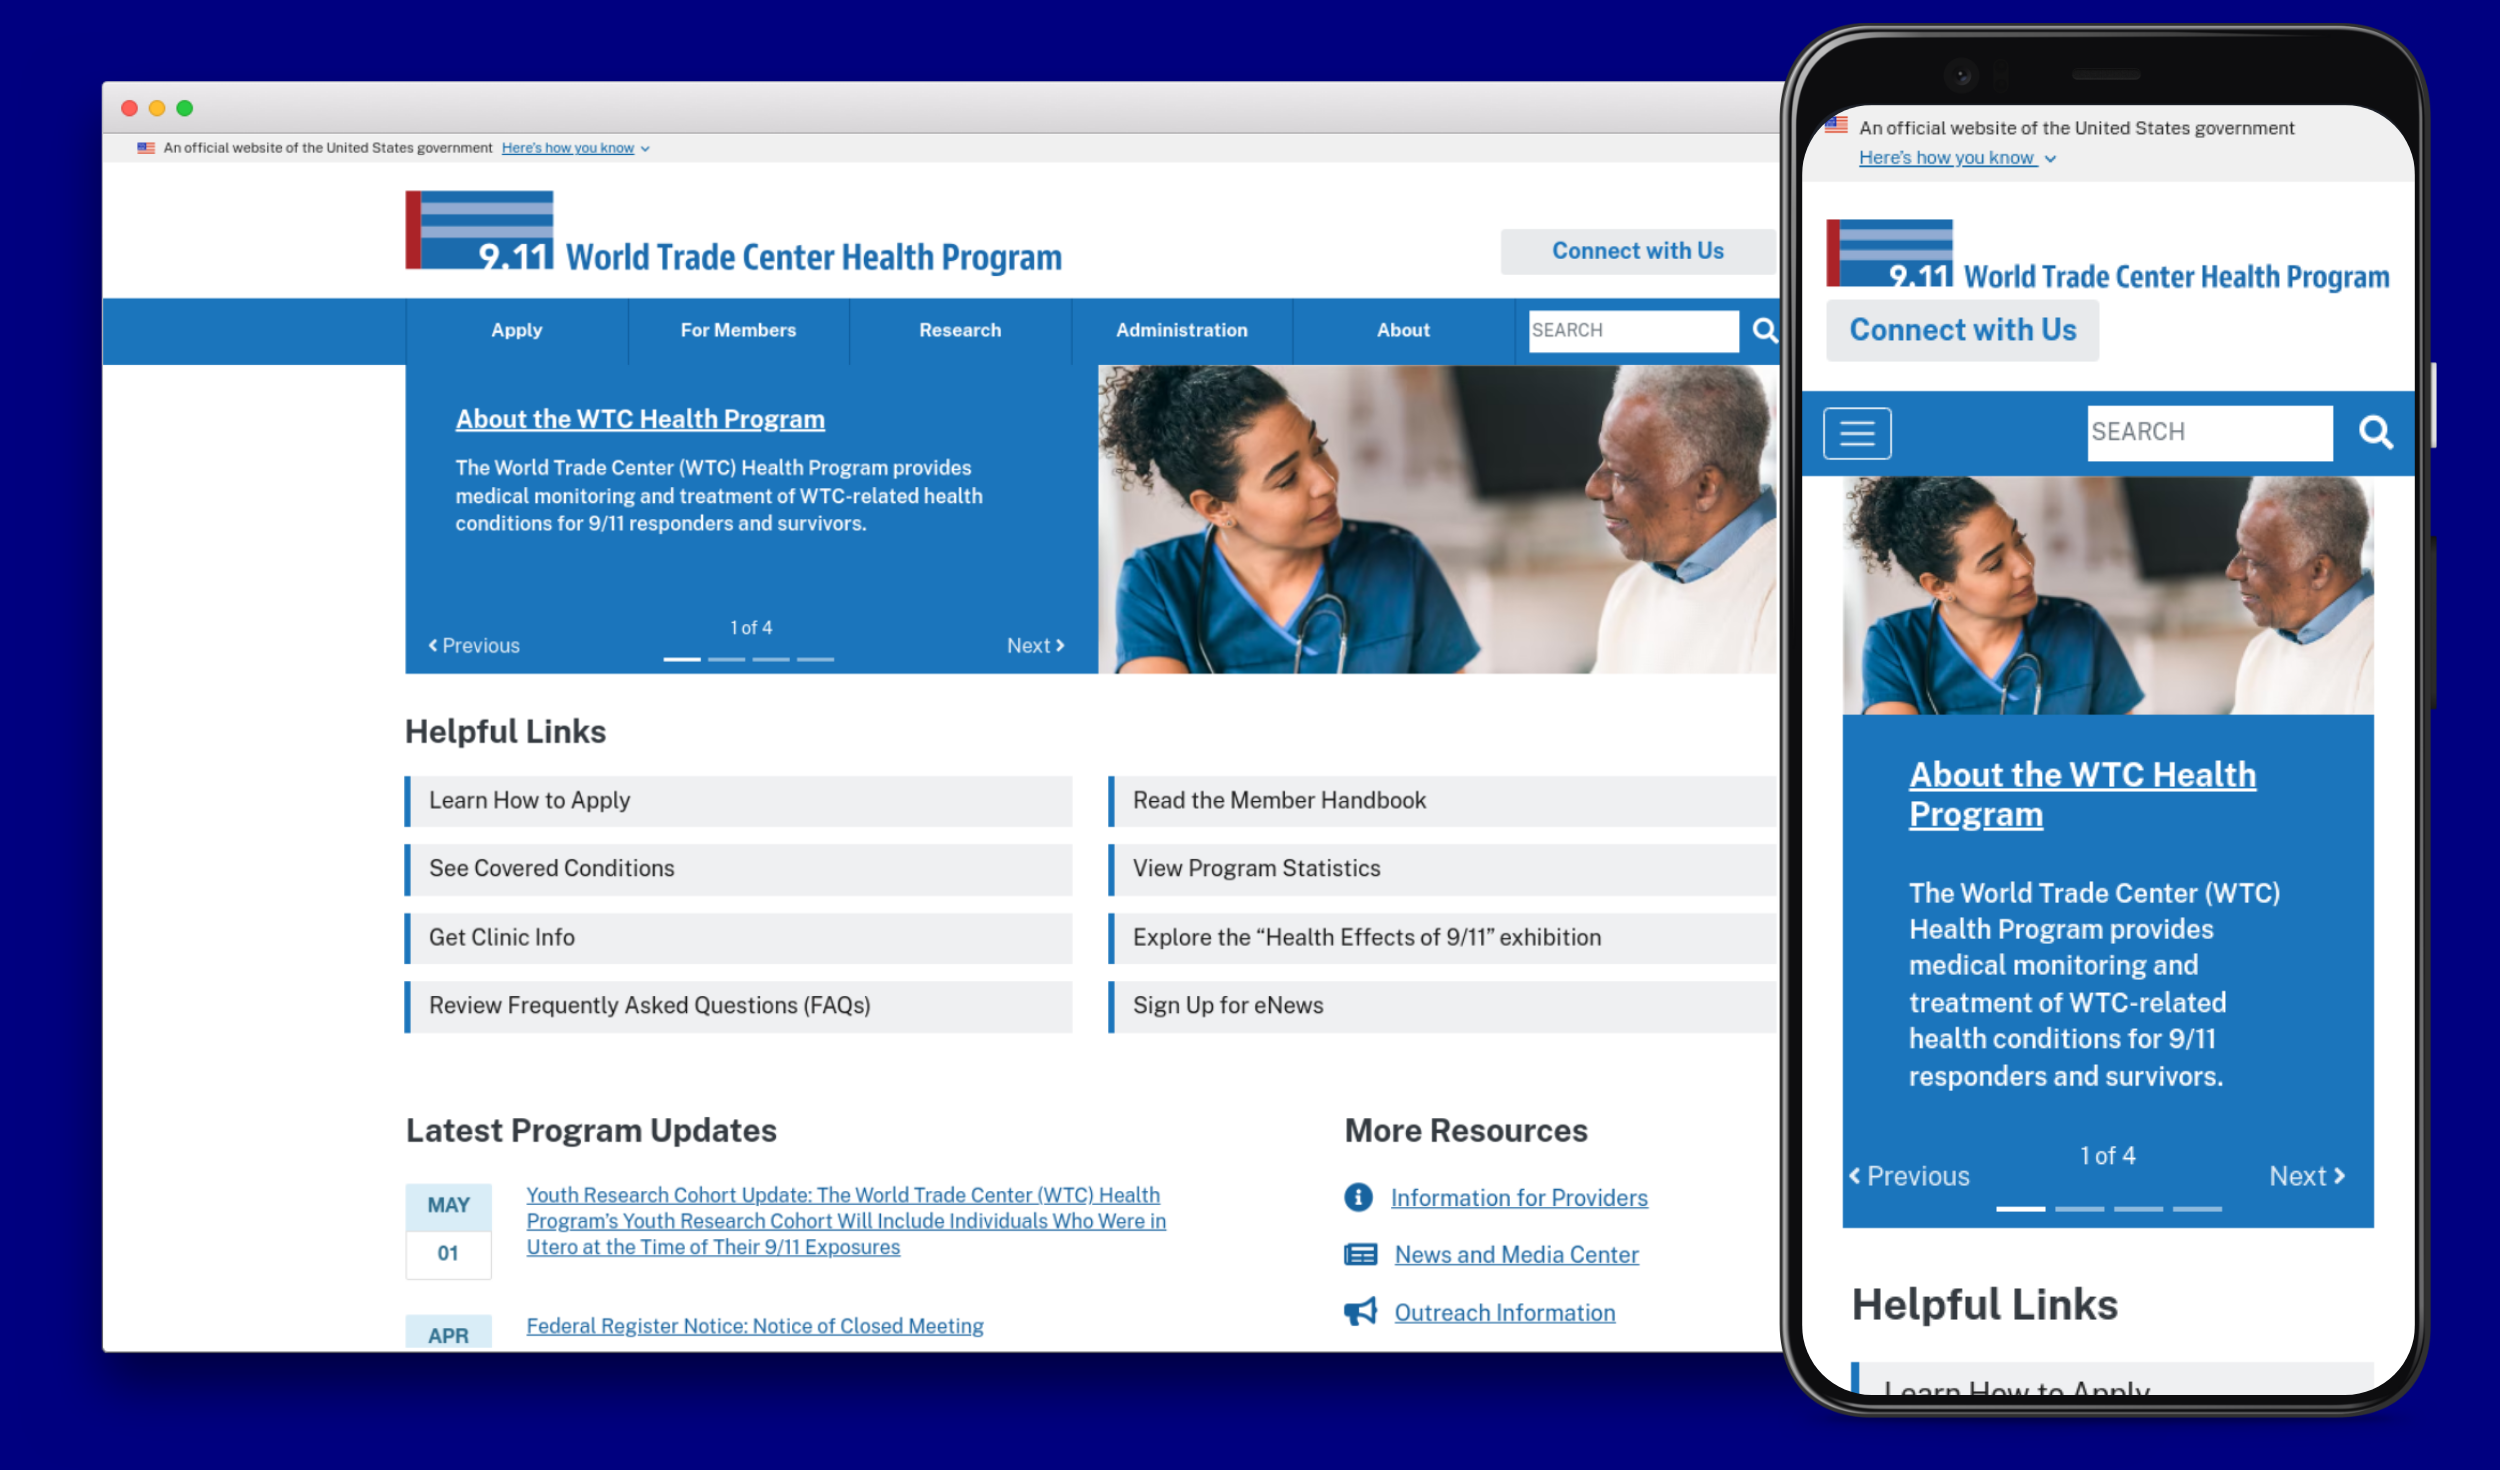 An official website of the United States government Here's how you know
9.11 World Trade Center Health Program
Connect with Us
Apply
For Members
Research
Administration
About
SEARCH
About the WTC Health Program
The World Trade Center (WTC) Health Program provides
medical monitoring and treatment of WTC-related health
conditions for 9/11 responders and survivors.
Previous
1 of 4
Next
Helpful Links
Learn How to Apply
Read the Member Handbook
See Covered Conditions
View Program Statistics
Get Clinic Info
Explore the “Health Effects of 9/11” exhibition
Review Frequently Asked Questions (FAQs)
Sign Up for eNews
Latest Program Updates
MAY
01
Youth Research Cohort Update: The World Trade Center (WTC) Health
Program’s Youth Research Cohort Will Include Individuals Who Were in
Utero at the Time of Their 9/11 Exposures
APR
Federal Register Notice: Notice of Closed Meeting
More Resources
Information for Providers
News and Media Center
Outreach Information
An official website of the United States government
Here's how you know
9.11 World Trade Center Health Program
Connect with Us
SEARCH
About the WTC Health
Program
The World Trade Center (WTC)
Health Program provides
medical monitoring and
treatment of WTC-related
health conditions for 9/11
responders and survivors.
Previous
1 of 4
Next
Helpful Links
Learn How to Apply